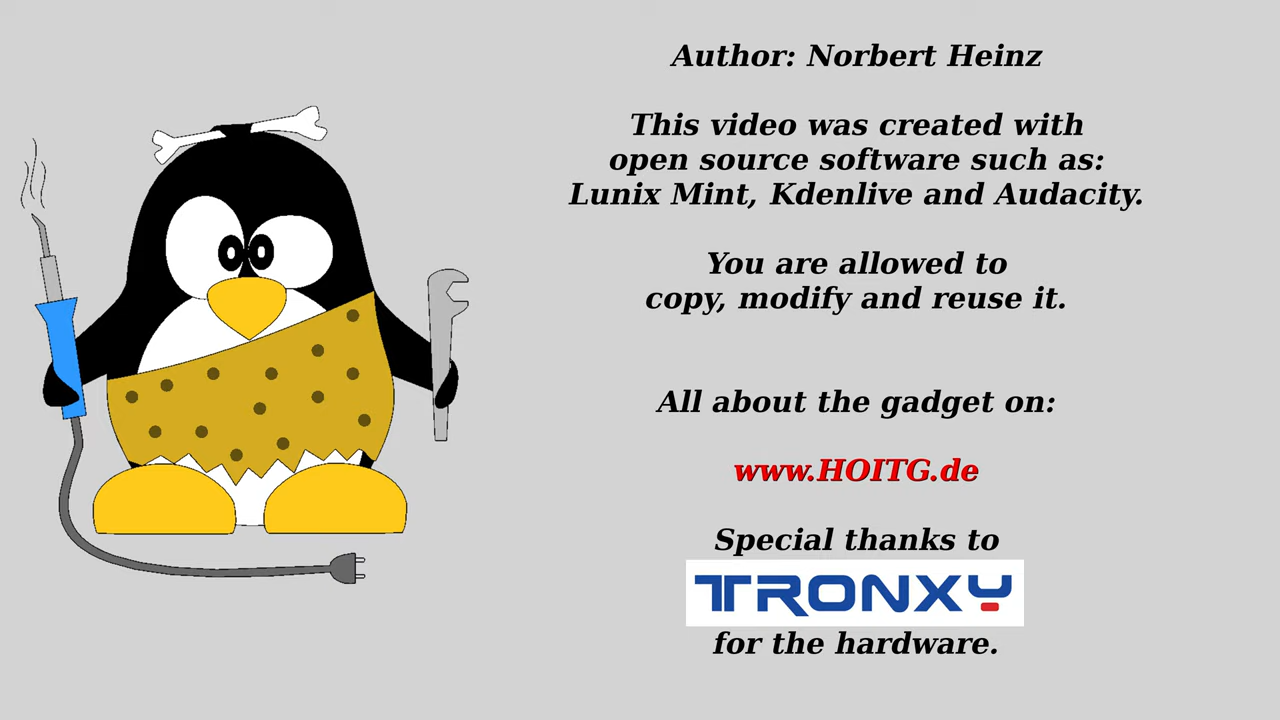 Author: Norbert Heinz
This video was created with
open source software such as:
Lunix Mint, Kdenlive and Audacity.
You are allowed to
copy, modify and reuse it.
All about the gadget on:
www.HOITG.de
Special thanks to
TRONXY
for the hardware.